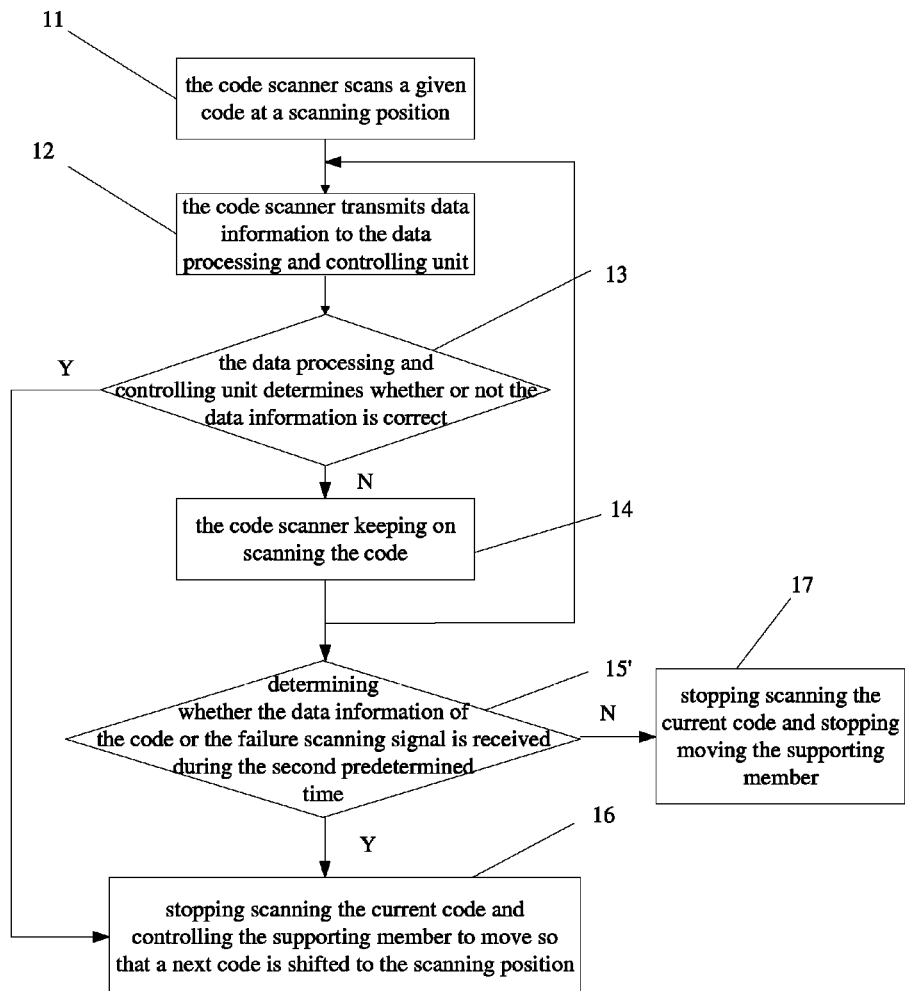 11
the code scanner scans a given
code at a scanning position
12
the code scanner transmits data
information to the data
processing and controlling unit
13
Y
the data processing and
controlling unit determines whether or not the
data information is correct
N
the code scanner keeping on
scanning the code
14
17
determining
whether the data information of
the code or the failure scanning signal is received
during the second predetermined
time
15'
N
stopping scanning the
current code and stopping
moving the supporting
member
Y
16
stopping scanning the current code and
controlling the supporting member to move so
that a next code is shifted to the scanning position